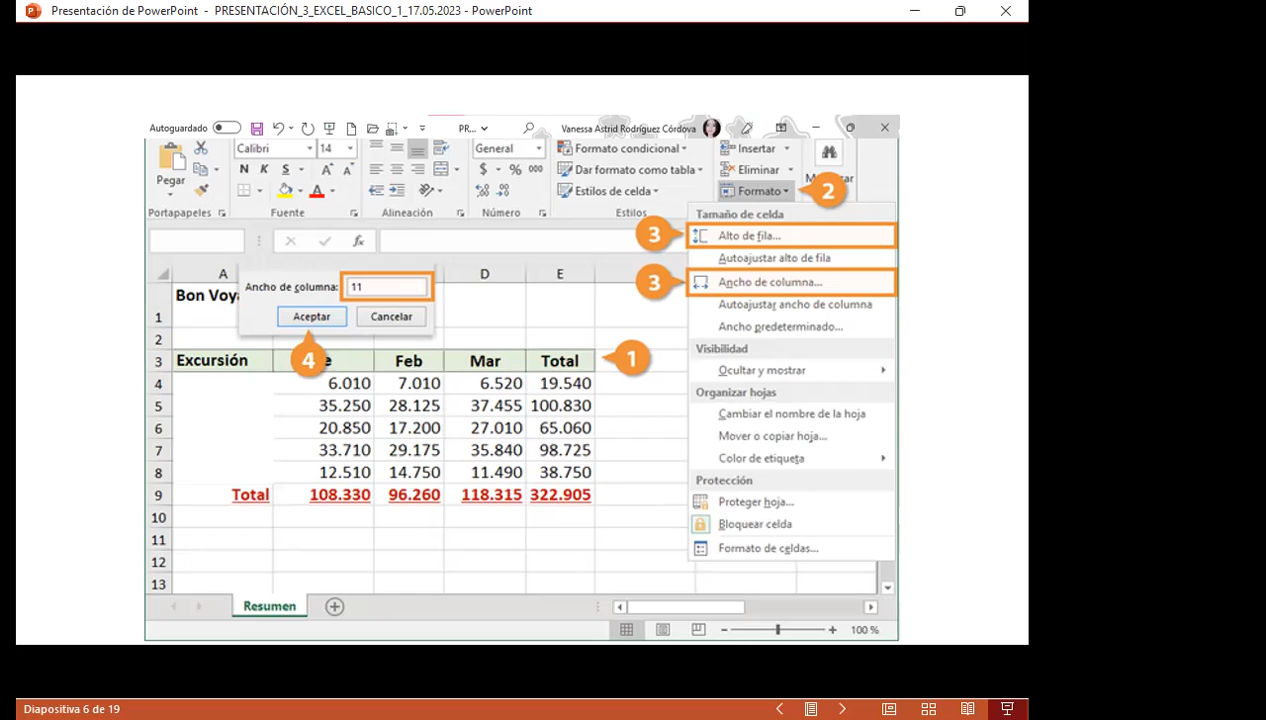 Presentación de PowerPoint - PRESENTACIÓN_3_EXCEL_BASICO_1_17.05.2023 - PowerPoint
Autoguardado PR... Vanessa Astrid Rodríguez Córdova
Calibri 14 General Formato condicional Insertar
Pegar N K S $ % 000 Dar formato como tabla Eliminar
A Estilos de celda Formato 2
Portapapeles Fuente Alineación Número Estilos
Tamaño de celda
3 Alto de fila...
fx
Autoajustar alto de fila
A D E
3 Ancho de columna...
Ancho de columna: 11
Bon Voya
Autoajustar ancho de columna
1 Aceptar Cancelar
Ancho predeterminado...
2
Visibilidad
3 Excursión 4 e Feb Mar Total 1
Ocultar y mostrar
4 6.010 7.010 6.520 19.540
Organizar hojas
5 35.250 28.125 37.455 100.830
Cambiar el nombre de la hoja
6 20.850 17.200 27.010 65.060
Mover o copiar hoja...
7 33.710 29.175 35.840 98.725
Color de etiqueta
8 12.510 14.750 11.490 38.750
Protección
9 Total 108.330 96.260 118.315 322.905
Proteger hoja...
10
Bloquear celda
11
Formato de celdas...
12
13
Resumen
100 %
Diapositiva 6 de 19